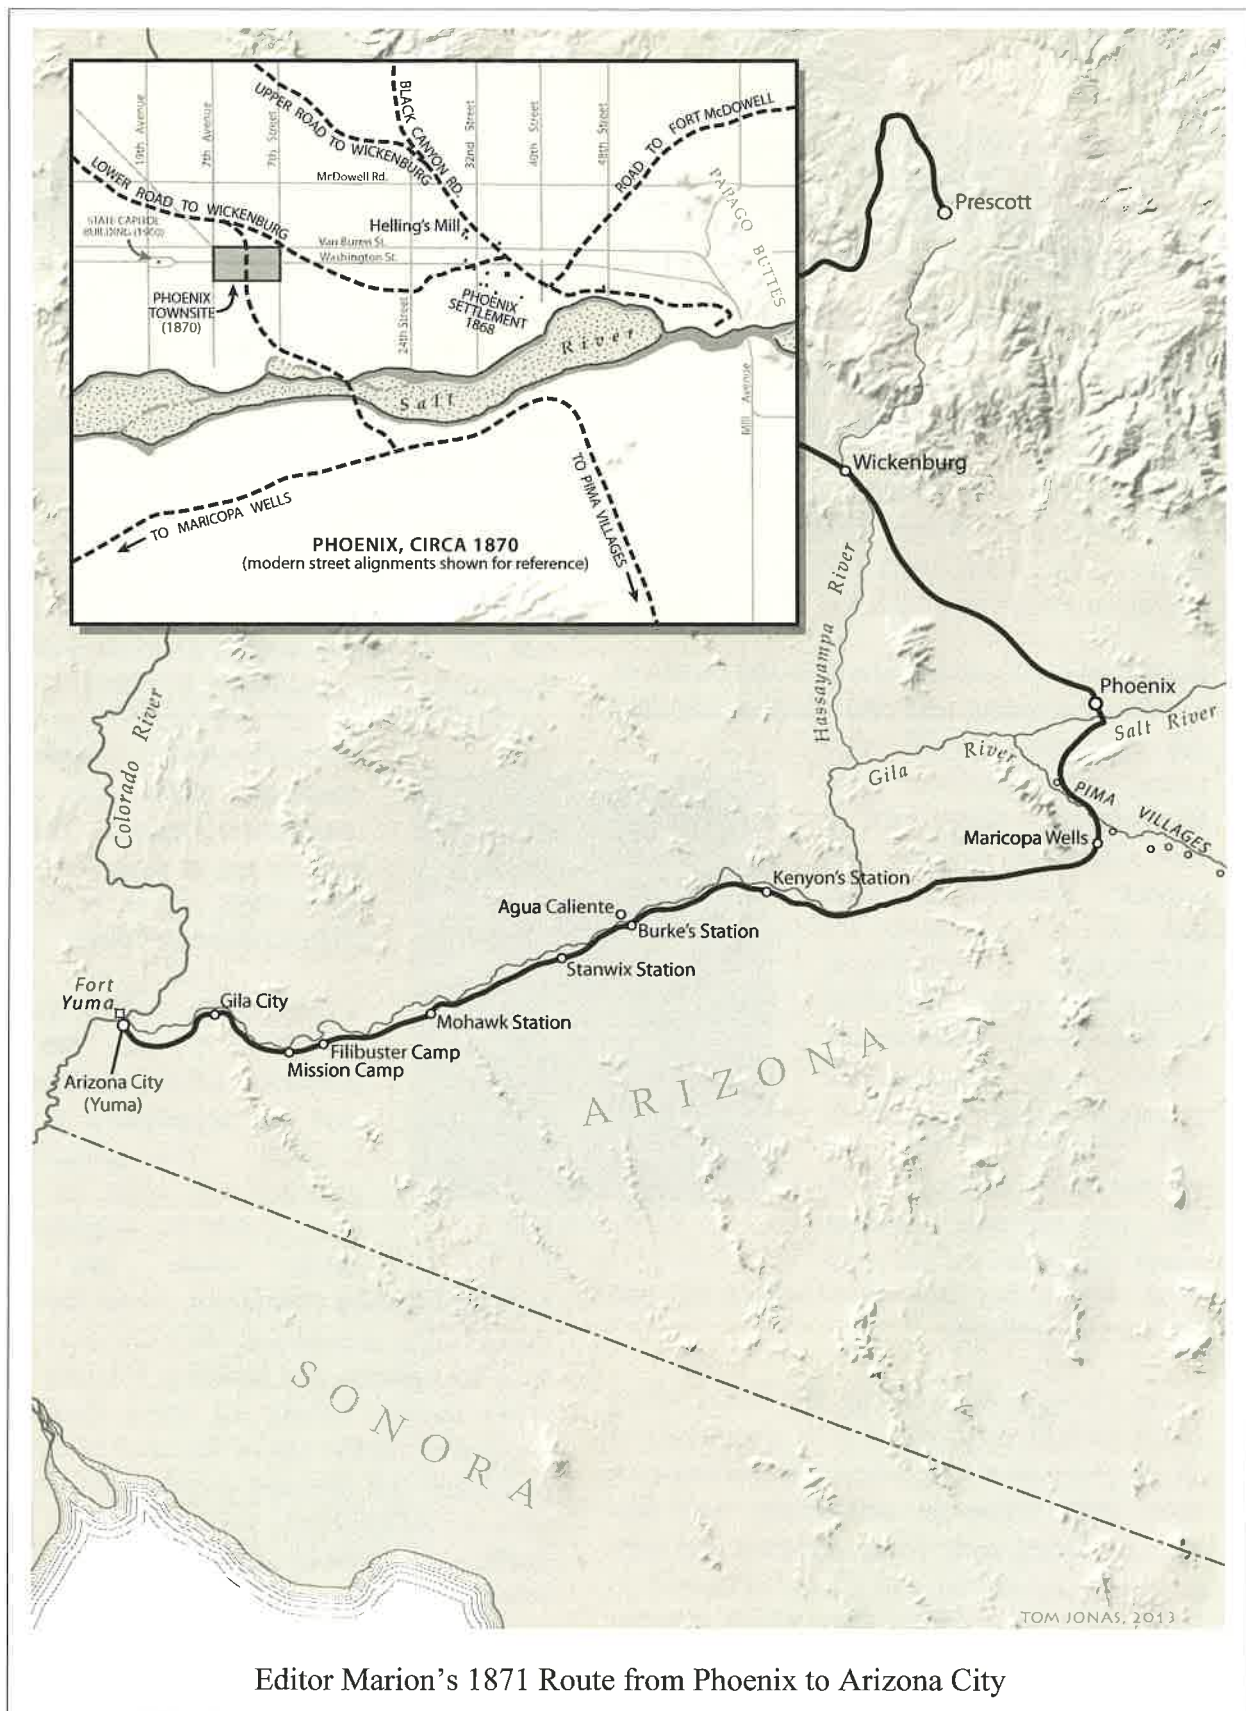 19th Avenue
7th Avenue
7th Street
BLACK CANYON RD.
32nd Street
40th Street
48th Street
UPPER ROAD TO WICKENBURG
ROAD TO FORT McDOWELL
McDowell Rd.
LOWER ROAD TO WICKENBURG
PAPAGO BUTTES
STATE CAPITOL
BUILDING (1900)
Helling's Mill
Van Buren St.
Washington St.
PHOENIX
TOWNSITE
(1870)
PHOENIX
SETTLEMENT
1868
24th Street
Salt River
Mill Avenue
TO MARICOPA WELLS
TO PIMA VILLAGES
PHOENIX, CIRCA 1870
(modern street alignments shown for reference)
Prescott
Wickenburg
Hassayampa River
Phoenix
Salt River
Gila River
Colorado River
PIMA VILLAGES
Maricopa Wells
Kenyon's Station
Agua Caliente
Burke's Station
Stanwix Station
Fort
Yuma
Gila City
Mohawk Station
Filibuster Camp
Mission Camp
Arizona City
(Yuma)
ARIZONA
SONORA
TOM JONAS, 2013
Editor Marion's 1871 Route from Phoenix to Arizona City